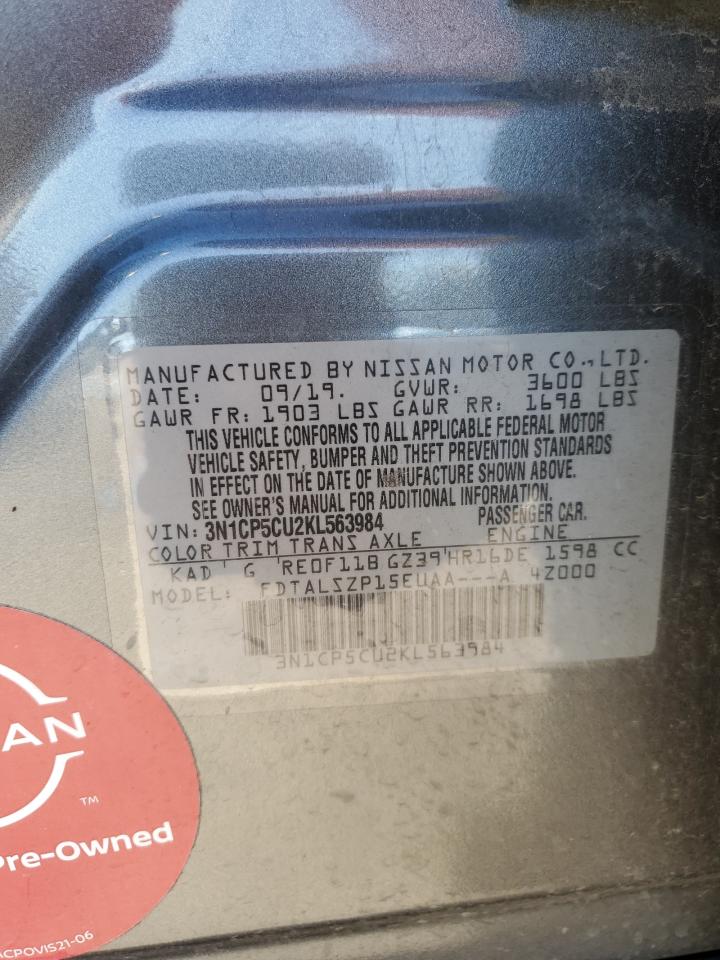 MANUFACTURED BY NISSAN MOTOR CO.,LTD.
DATE: 09/19. GVWR: 3600 LBS
GAWR FR: 1903 LBS GAWR RR: 1698 LBS
THIS VEHICLE CONFORMS TO ALL APPLICABLE FEDERAL MOTOR
VEHICLE SAFETY, BUMPER AND THEFT PREVENTION STANDARDS
IN EFFECT ON THE DATE OF MANUFACTURE SHOWN ABOVE.
SEE OWNER'S MANUAL FOR ADDITIONAL INFORMATION.
VIN: 3N1CP5CU2KL563984 PASSENGER CAR.
COLOR TRIM TRANS AXLE ENGINE
KAD G RE0F11B GZ39 HR16DE 1598 CC
MODEL: FDTALSZP15EUAA---A 4Z000
3N1CP5CU2KL563984
AN
TM
Pre-Owned
CPOVIS21-06